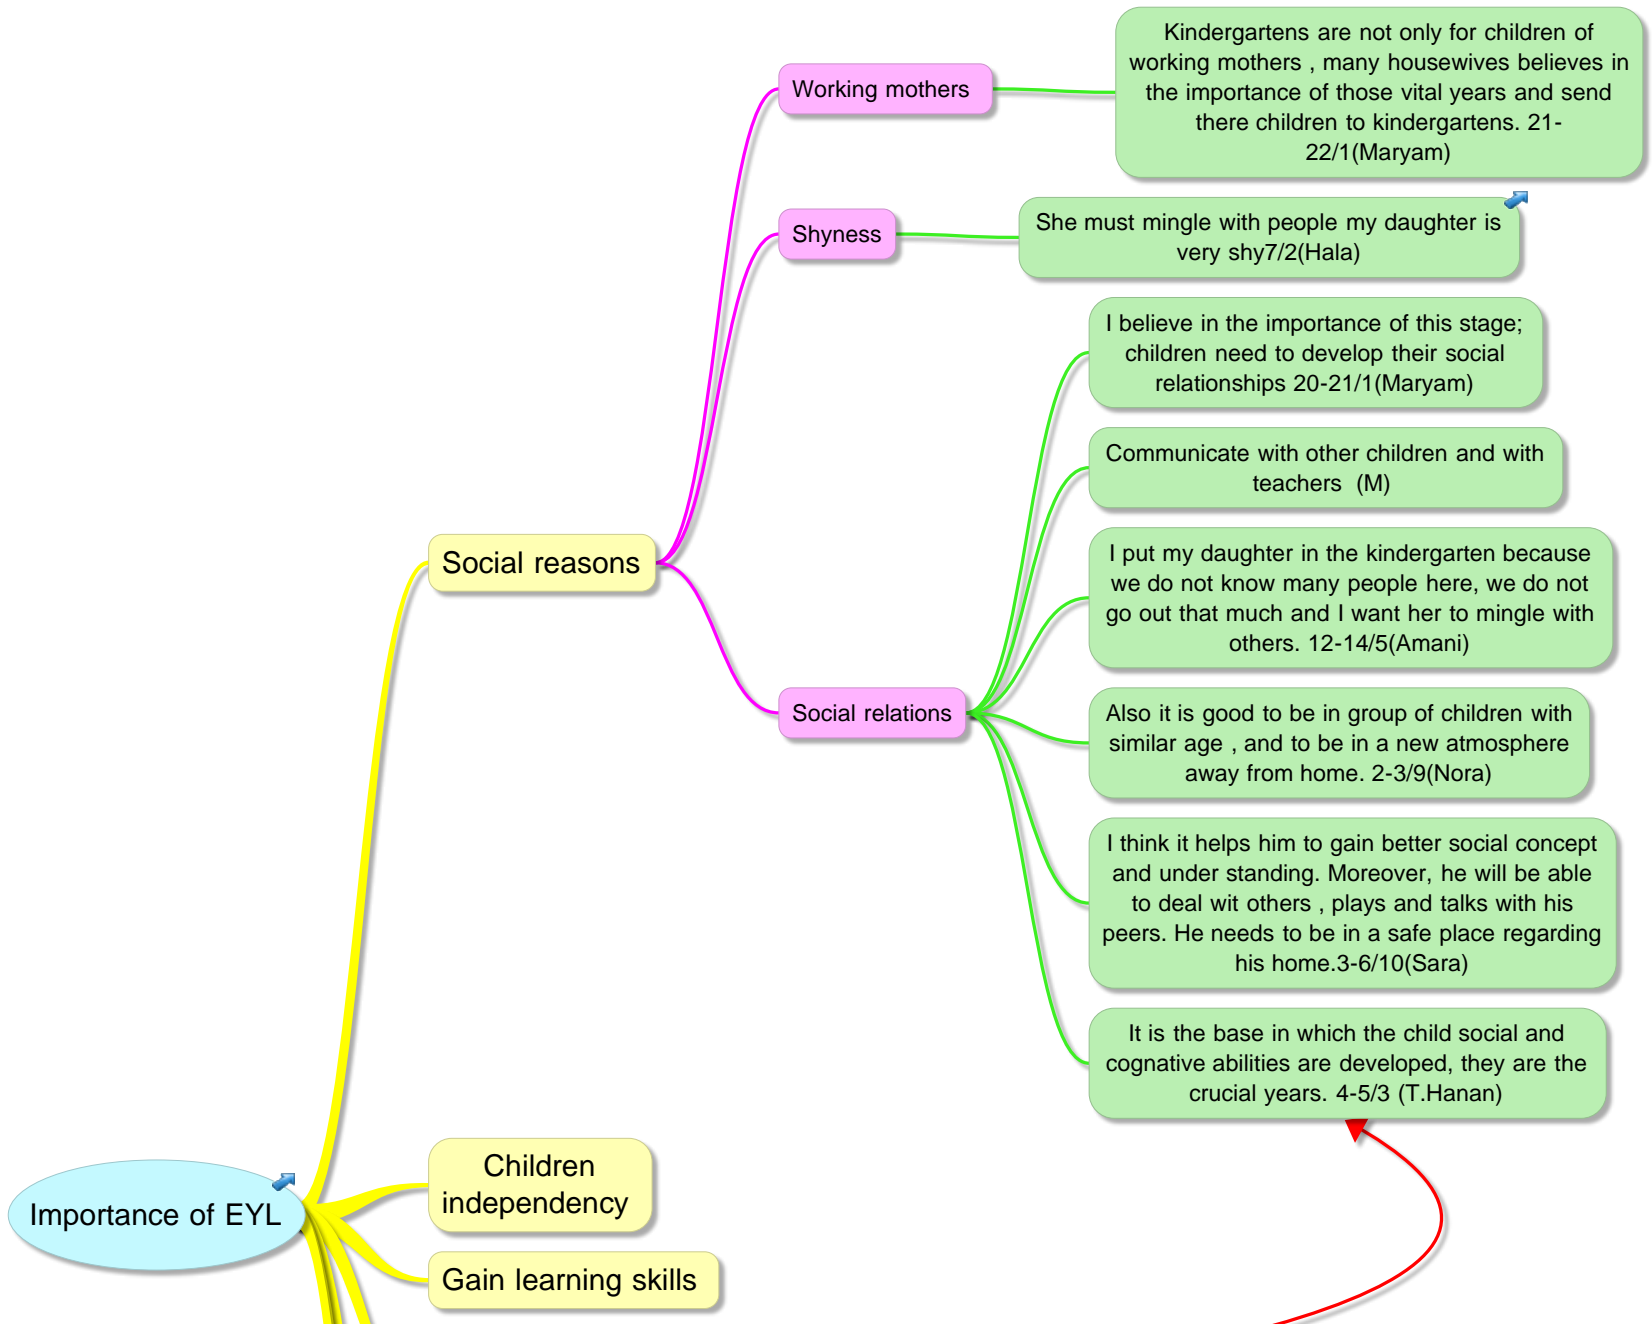 Kindergartens are not only for children of
working mothers , many housewives believes in
the importance of those vital years and send
there children to kindergartens. 21-
22/1(Maryam)
Working mothers
She must mingle with people my daughter is
very shy7/2(Hala)
Shyness
I believe in the importance of this stage;
children need to develop their social
relationships 20-21/1(Maryam)
Communicate with other children and with
teachers  (M)
I put my daughter in the kindergarten because
we do not know many people here, we do not
go out that much and I want her to mingle with
others. 12-14/5(Amani)
Social reasons
Social relations
Also it is good to be in group of children with
similar age , and to be in a new atmosphere
away from home. 2-3/9(Nora)
I think it helps him to gain better social concept
and under standing. Moreover, he will be able
to deal wit others , plays and talks with his
peers. He needs to be in a safe place regarding
his home.3-6/10(Sara)
It is the base in which the child social and
cognative abilities are developed, they are the
crucial years. 4-5/3 (T.Hanan)
Children
independency
Importance of EYL
Gain learning skills